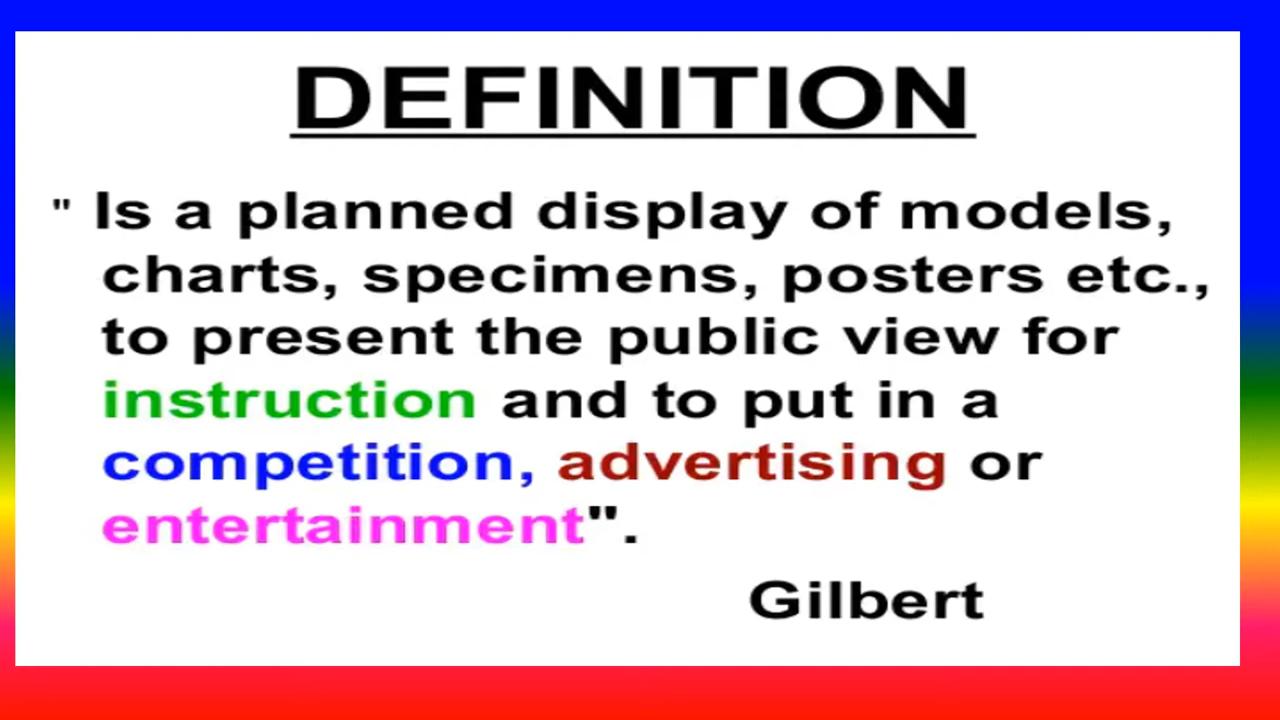 DEFINITION
" Is a planned display of models,
charts, specimens, posters etc.,
to present the public view for
instruction and to put in a
competition, advertising or
entertainment".
Gilbert